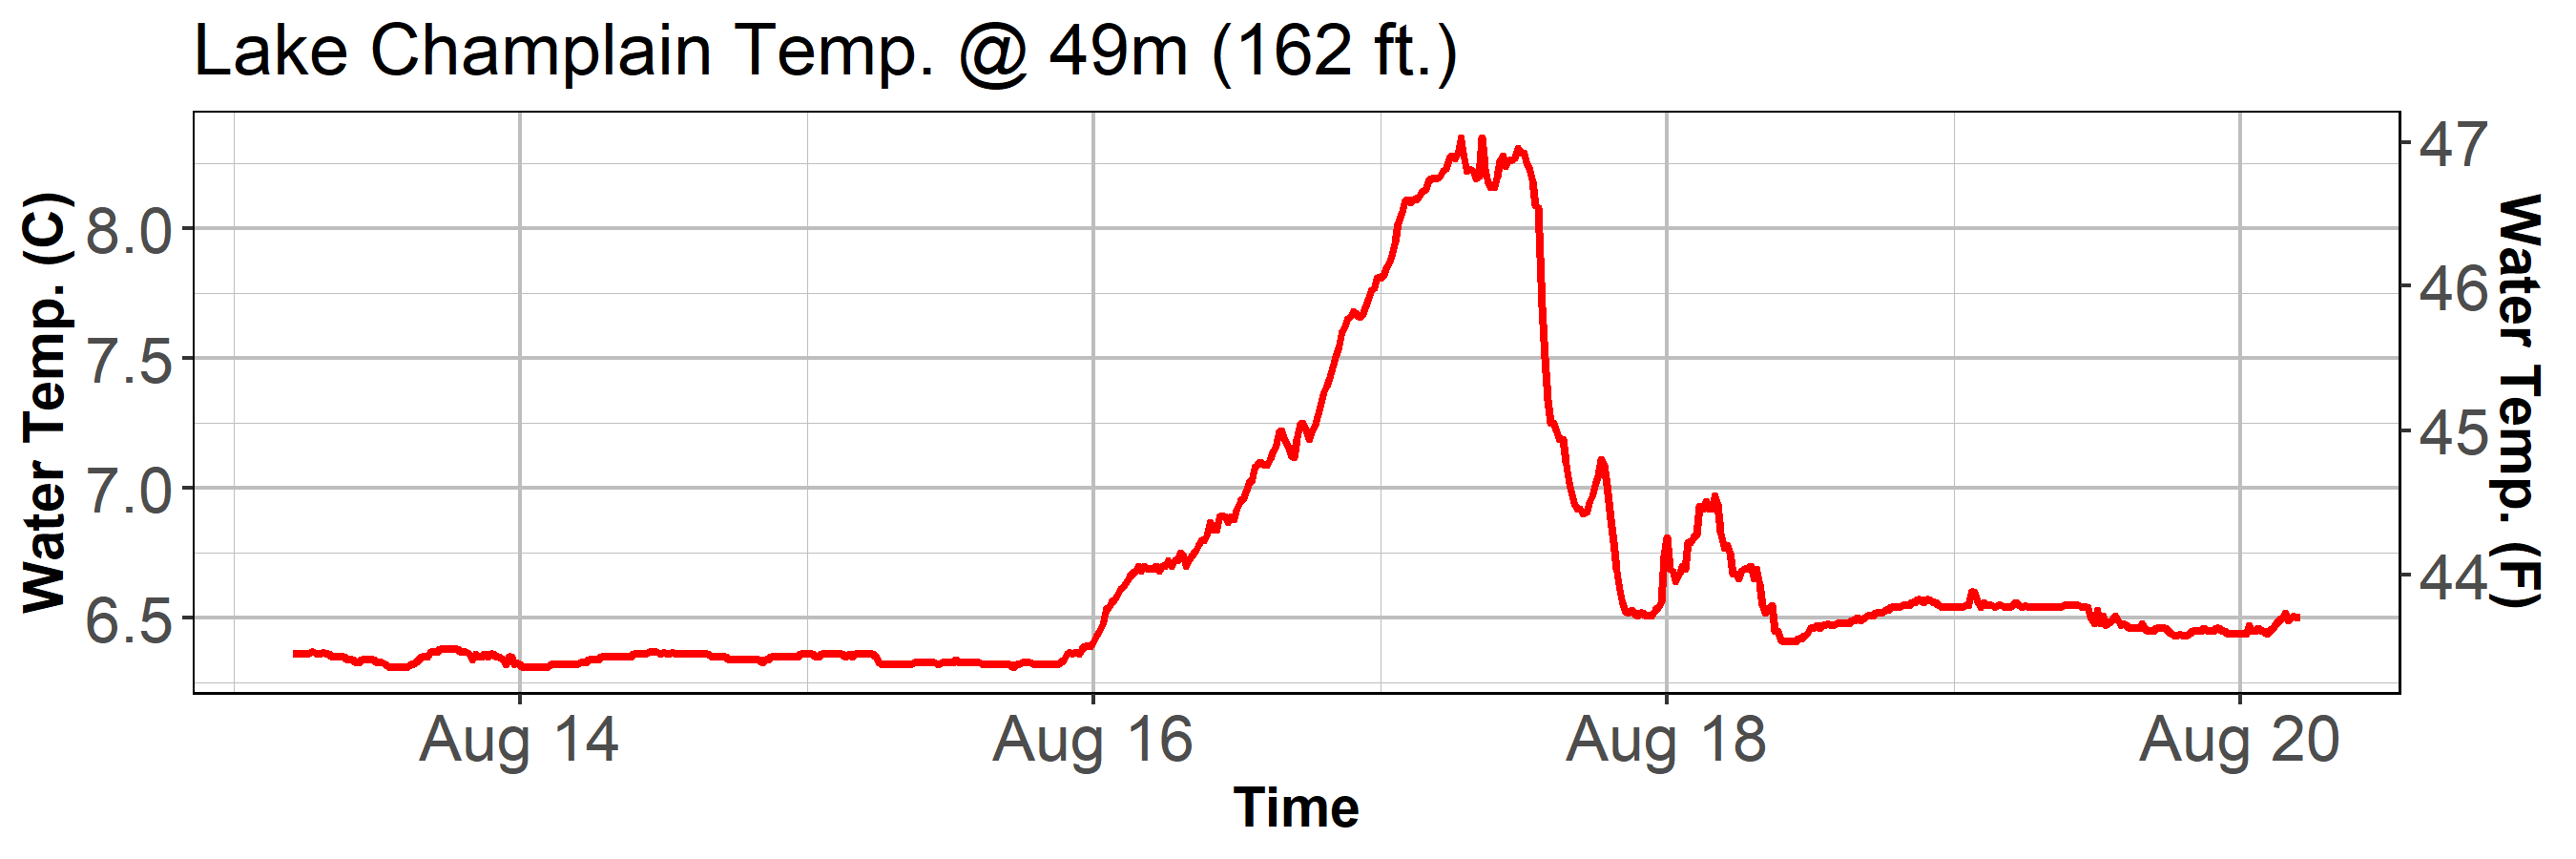 Lake Champlain Temp. @ 49m (162 ft.)
Water Temp. (C)
8.0
7.5
7.0
6.5
47
46
45
44
Water Temp. (F)
Aug 14
Aug 16
Aug 18
Aug 20
Time